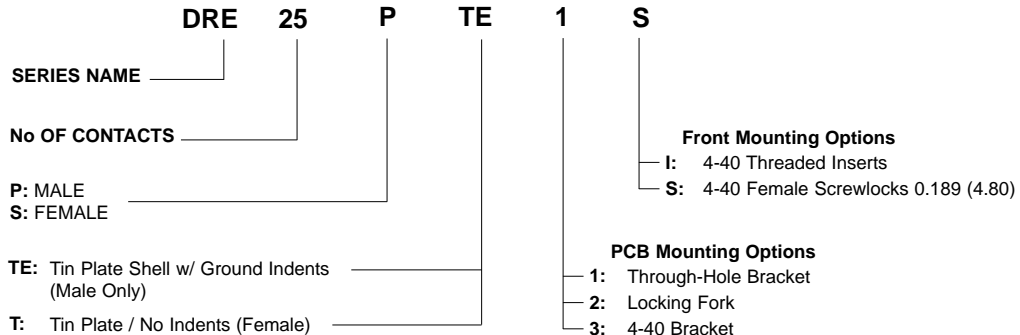 DRE 25 P TE 1 S
SERIES NAME
No OF CONTACTS
P: MALE
S: FEMALE
TE: Tin Plate Shell w/ Ground Indents
(Male Only)
T: Tin Plate / No Indents (Female)
Front Mounting Options
I: 4-40 Threaded Inserts
S: 4-40 Female Screwlocks 0.189 (4.80)
PCB Mounting Options
1: Through-Hole Bracket
2: Locking Fork
3: 4-40 Bracket